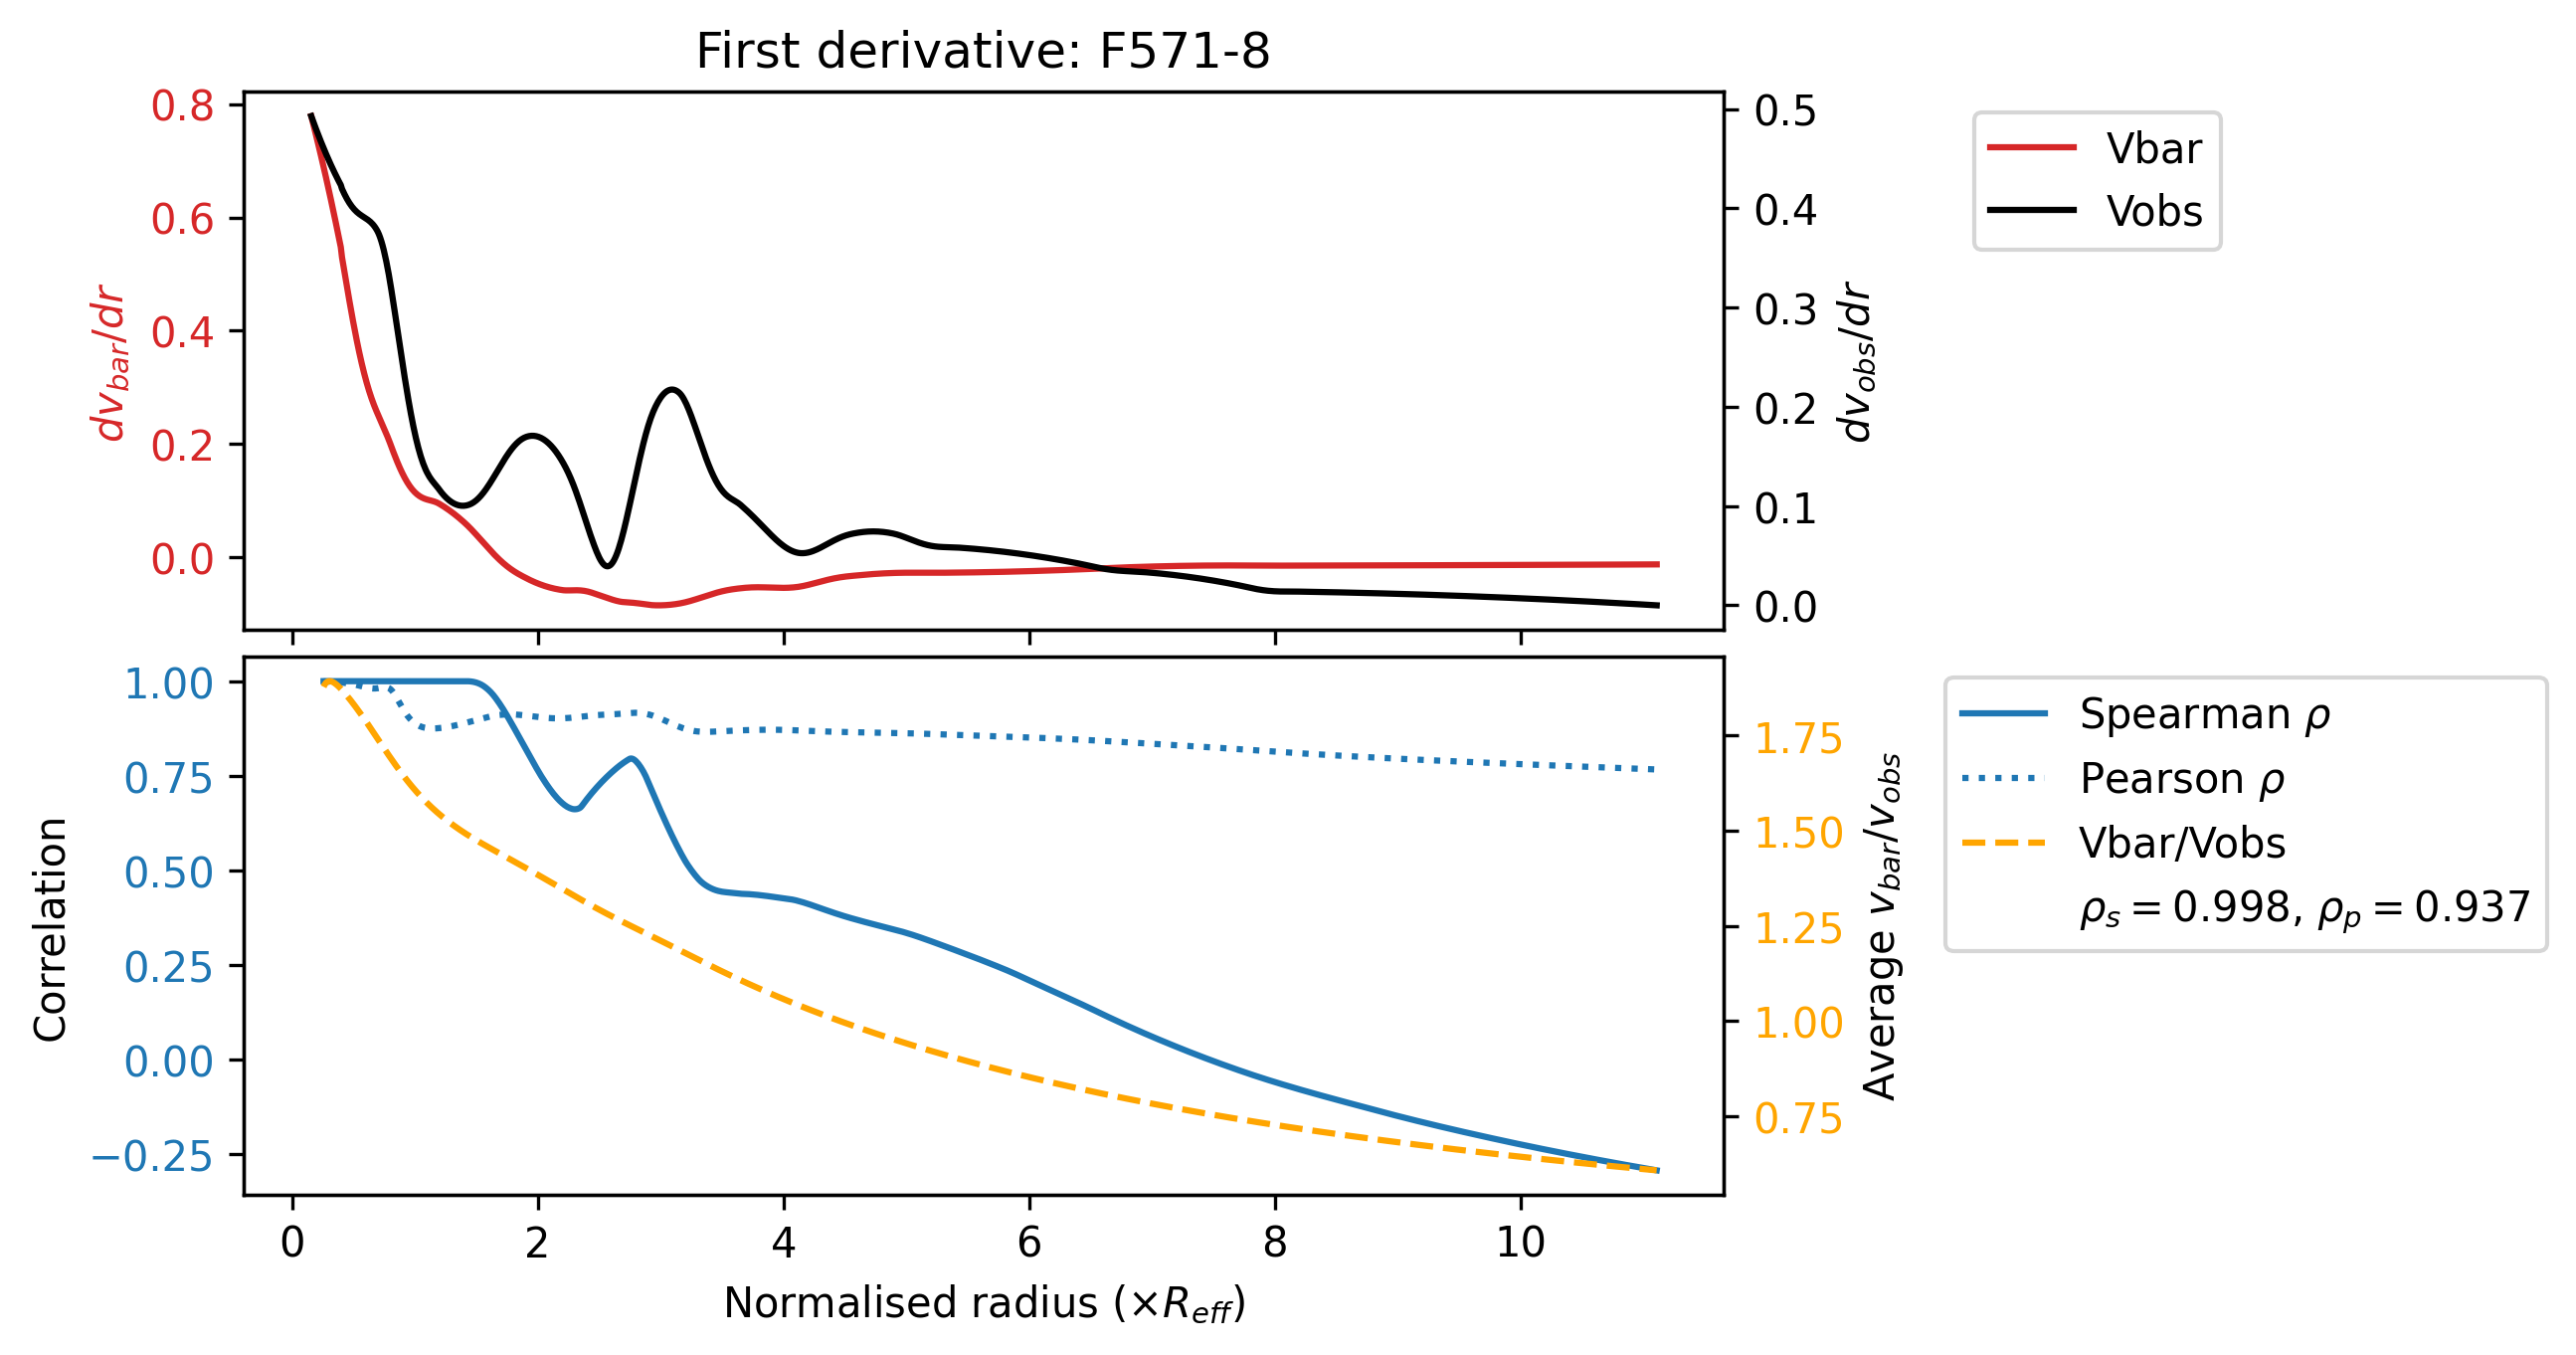 First derivative: F571-8
0.8
0.6
0.4
0.2
0.0
dv_bar/dr
0.5
0.4
0.3
0.2
0.1
0.0
dv_obs/dr
Vbar
Vobs
1.00
0.75
0.50
0.25
0.00
−0.25
Correlation
1.75
1.50
1.25
1.00
0.75
Average v_bar/v_obs
Spearman ρ
Pearson ρ
Vbar/Vobs
ρ_s = 0.998, ρ_p = 0.937
0 2 4 6 8 10
Normalised radius (×R_eff)